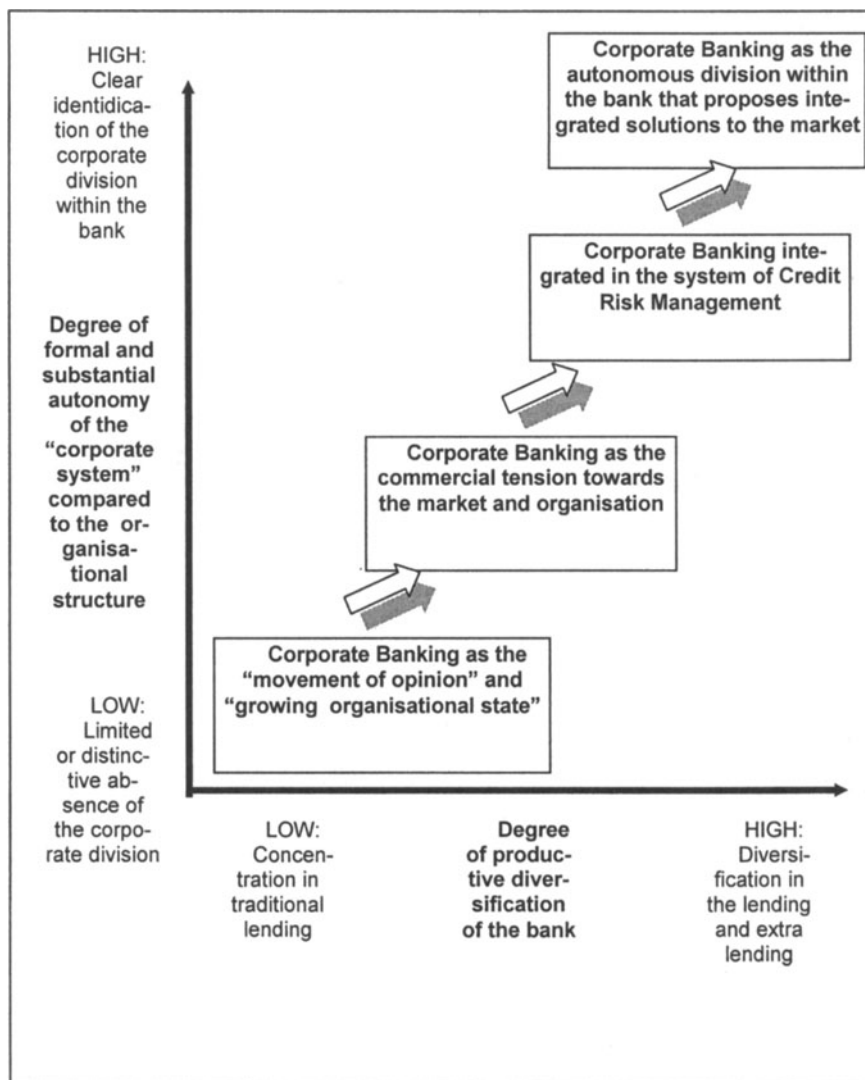 HIGH:
Clear
identidica-
tion of the
corporate
division
within the
bank
Corporate Banking as the
autonomous division within
the bank that proposes inte-
grated solutions to the market
Corporate Banking inte-
grated in the system of Credit
Risk Management
Degree of
formal and
substantial
autonomy
of the
“corporate
system”
compared
to the or-
ganisa-
tional
structure
Corporate Banking as the
commercial tension towards
the market and organisation
Corporate Banking as the
“movement of opinion” and
“growing organisational state”
LOW:
Limited
or distinc-
tive ab-
sence of
the corpo-
rate division
LOW:
Concen-
tration in
traditional
lending
Degree
of produc-
tive diver-
sification
of the bank
HIGH:
Diversi-
fication in
the lending
and extra
lending